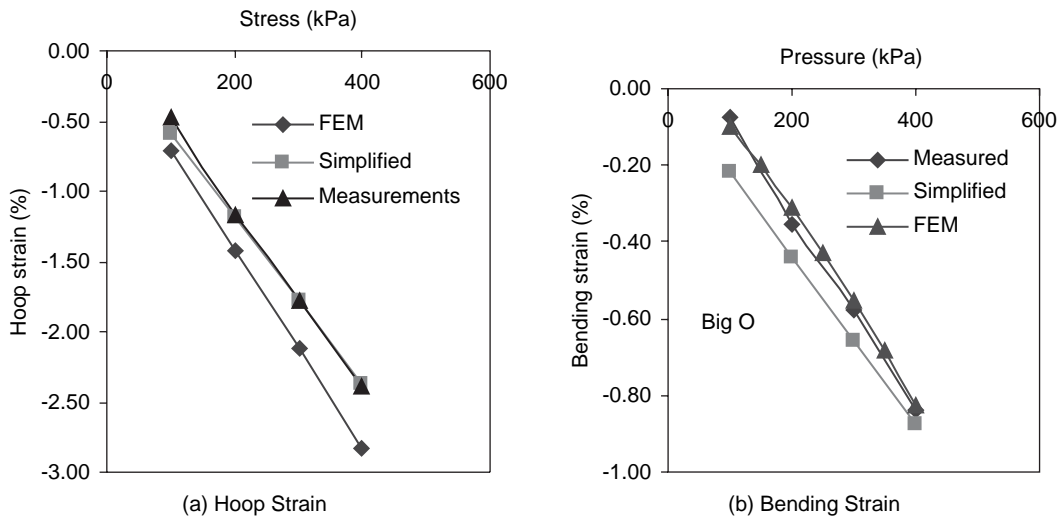 Stress (kPa)
0.00
0
200
400
600
-0.50
-1.00
-1.50
-2.00
-2.50
-3.00
Hoop strain (%)
FEM
Simplified
Measurements
(a) Hoop Strain
Pressure (kPa)
0.00
0
200
400
600
-0.20
-0.40
-0.60
-0.80
-1.00
Bending strain (%)
Measured
Simplified
FEM
Big O
(b) Bending Strain